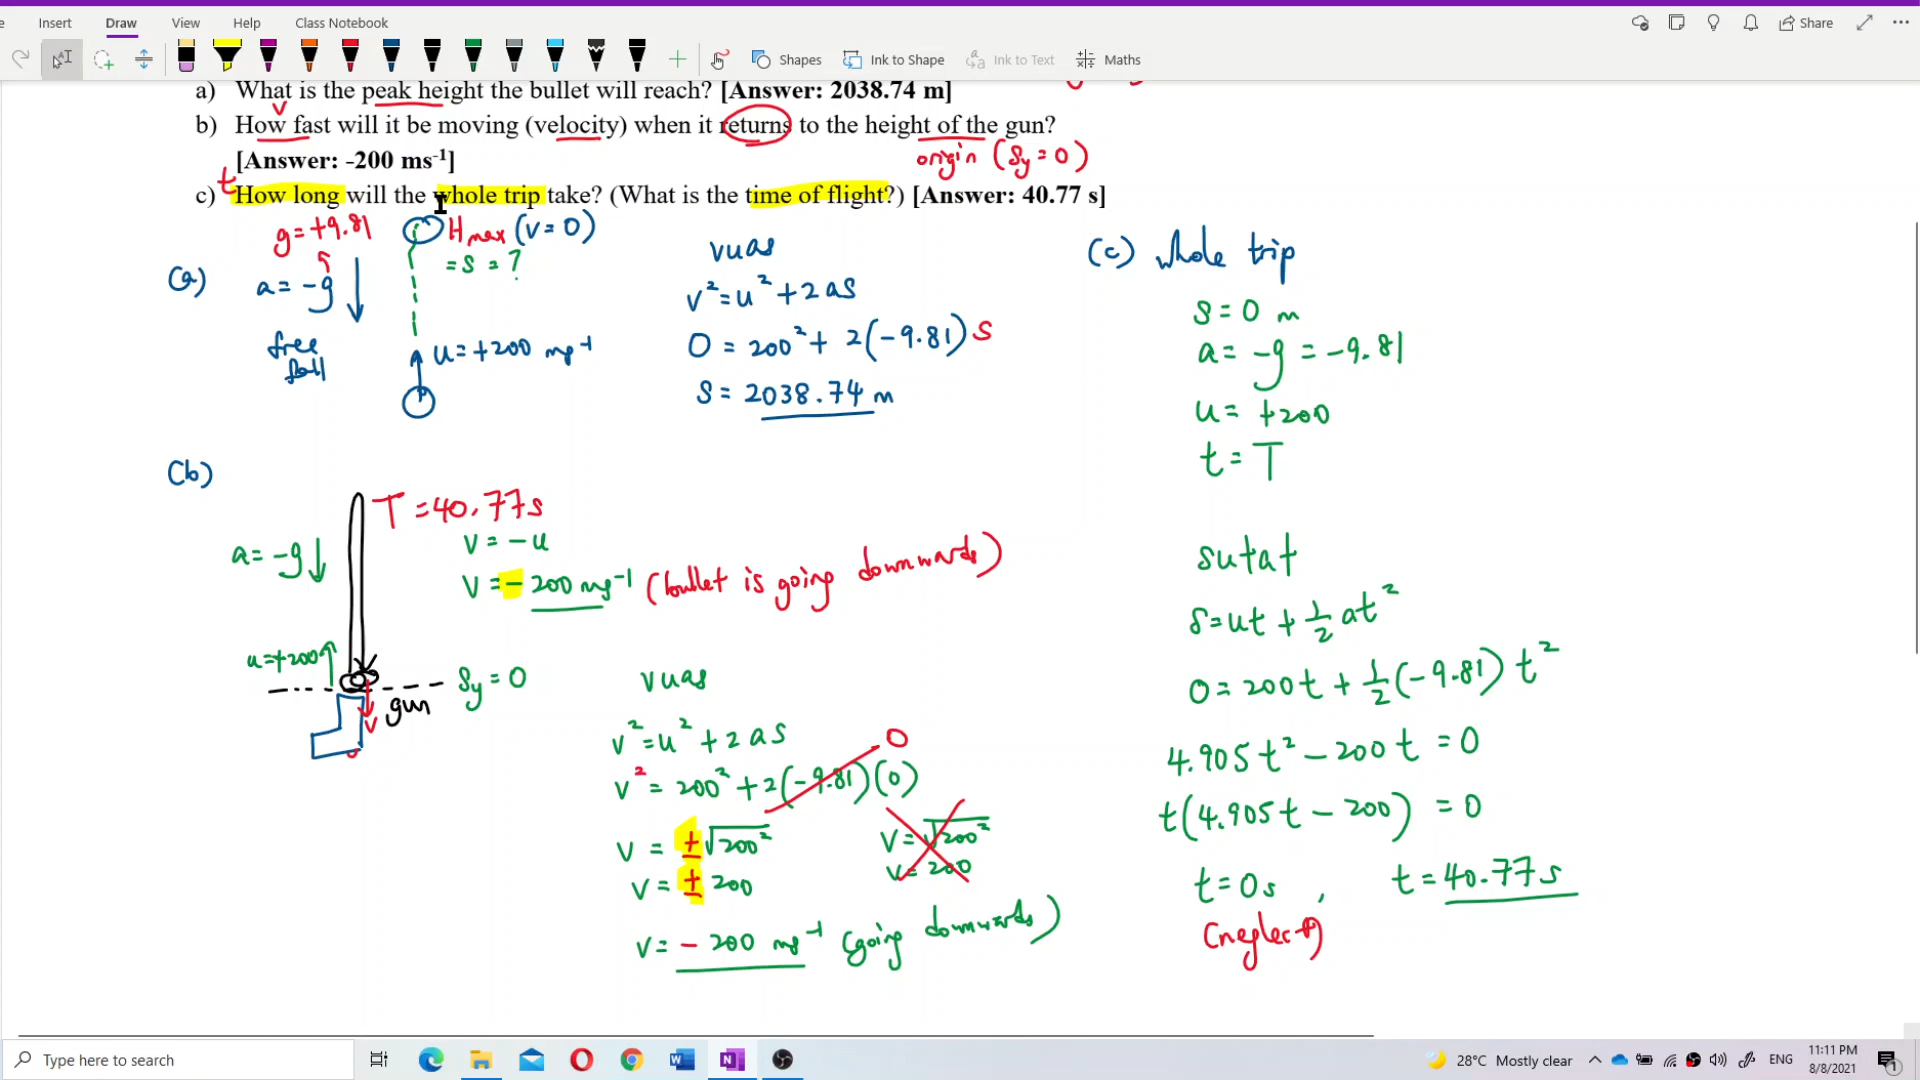 Insert Draw View Help Class Notebook Share
Shapes Ink to Shape Ink to Text Maths
a) What is the peak height the bullet will reach? [Answer: 2038.74 m]
v
b) How fast will it be moving (velocity) when it returns to the height of the gun?
[Answer: -200 ms-1]
origin (Sy = 0)
t
c) How long will the whole trip take? (What is the time of flight?) [Answer: 40.77 s]
(a)
g = +9.81
a = -g
free fall
Hmax (v = 0)
= s = ?
u = +200 ms-1
vuas
v² = u² + 2as
0 = 200² + 2(-9.81) s
s = 2038.74 m
(b)
a = -g
u = +200
T = 40.77s
v = -u
v = - 200 ms-1 (bullet is going downwards)
Sy = 0
gun
v
vuas
v² = u² + 2as
v² = 200² + 2(-9.81)(0)
0
v = ± √200²
v = ± 200
v = √200²
v = 200
v = - 200 ms-1 (going downwards)
(c) whole trip
s = 0 m
a = -g = -9.81
u = +200
t = T
sutat
s = ut + 1/2 at²
0 = 200t + 1/2 (-9.81) t²
4.905t² - 200t = 0
t(4.905t - 200) = 0
t = 0s , t = 40.77s
(neglect)
Type here to search
28°C Mostly clear ENG 11:11 PM
8/8/2021
1